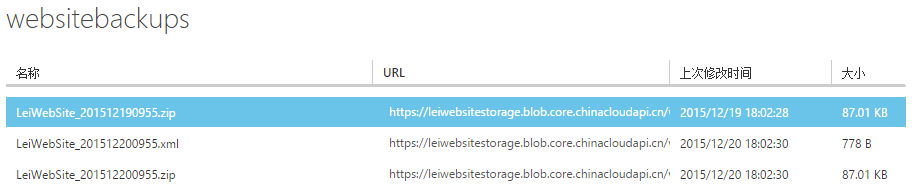 websitebackups
名称 URL 上次修改时间 大小
LeiWebSite_201512190955.zip https://leiwebsitestorage.blob.core.chinacloudapi.cn/ 2015/12/19 18:02:28 87.01 KB
LeiWebSite_201512200955.xml https://leiwebsitestorage.blob.core.chinacloudapi.cn/ 2015/12/20 18:02:30 778 B
LeiWebSite_201512200955.zip https://leiwebsitestorage.blob.core.chinacloudapi.cn/ 2015/12/20 18:02:30 87.01 KB